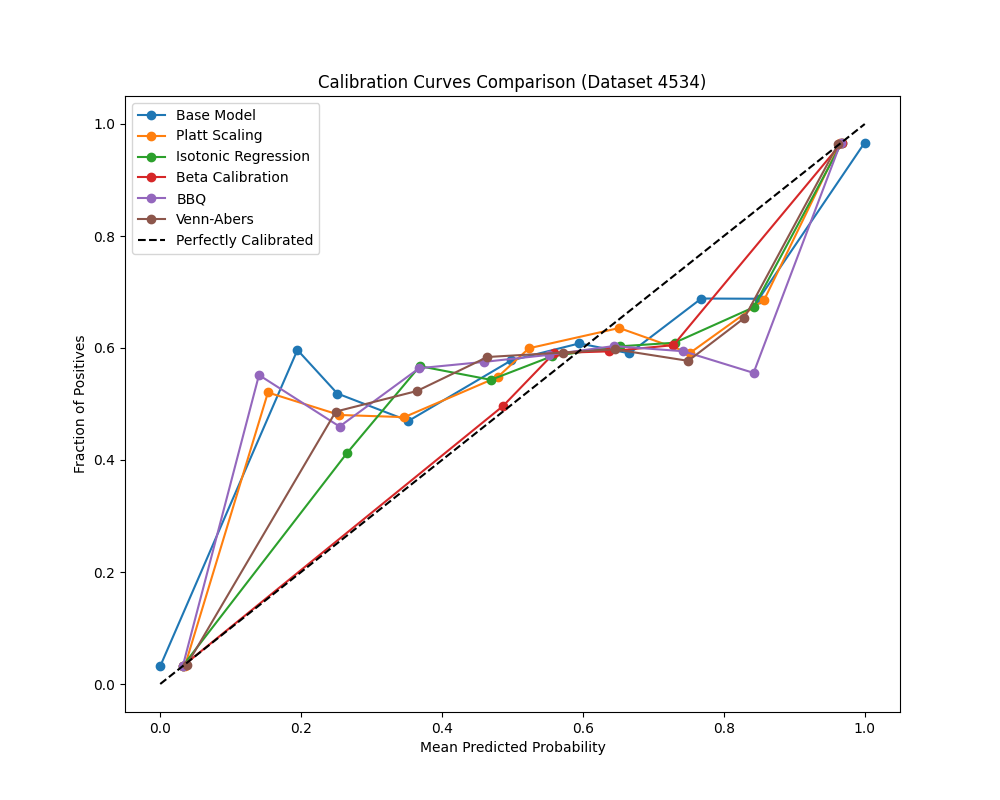 Calibration Curves Comparison (Dataset 4534)
Base Model
Platt Scaling
Isotonic Regression
Beta Calibration
BBQ
Venn-Abers
Perfectly Calibrated
Fraction of Positives
1.0
0.8
0.6
0.4
0.2
0.0
0.0 0.2 0.4 0.6 0.8 1.0
Mean Predicted Probability